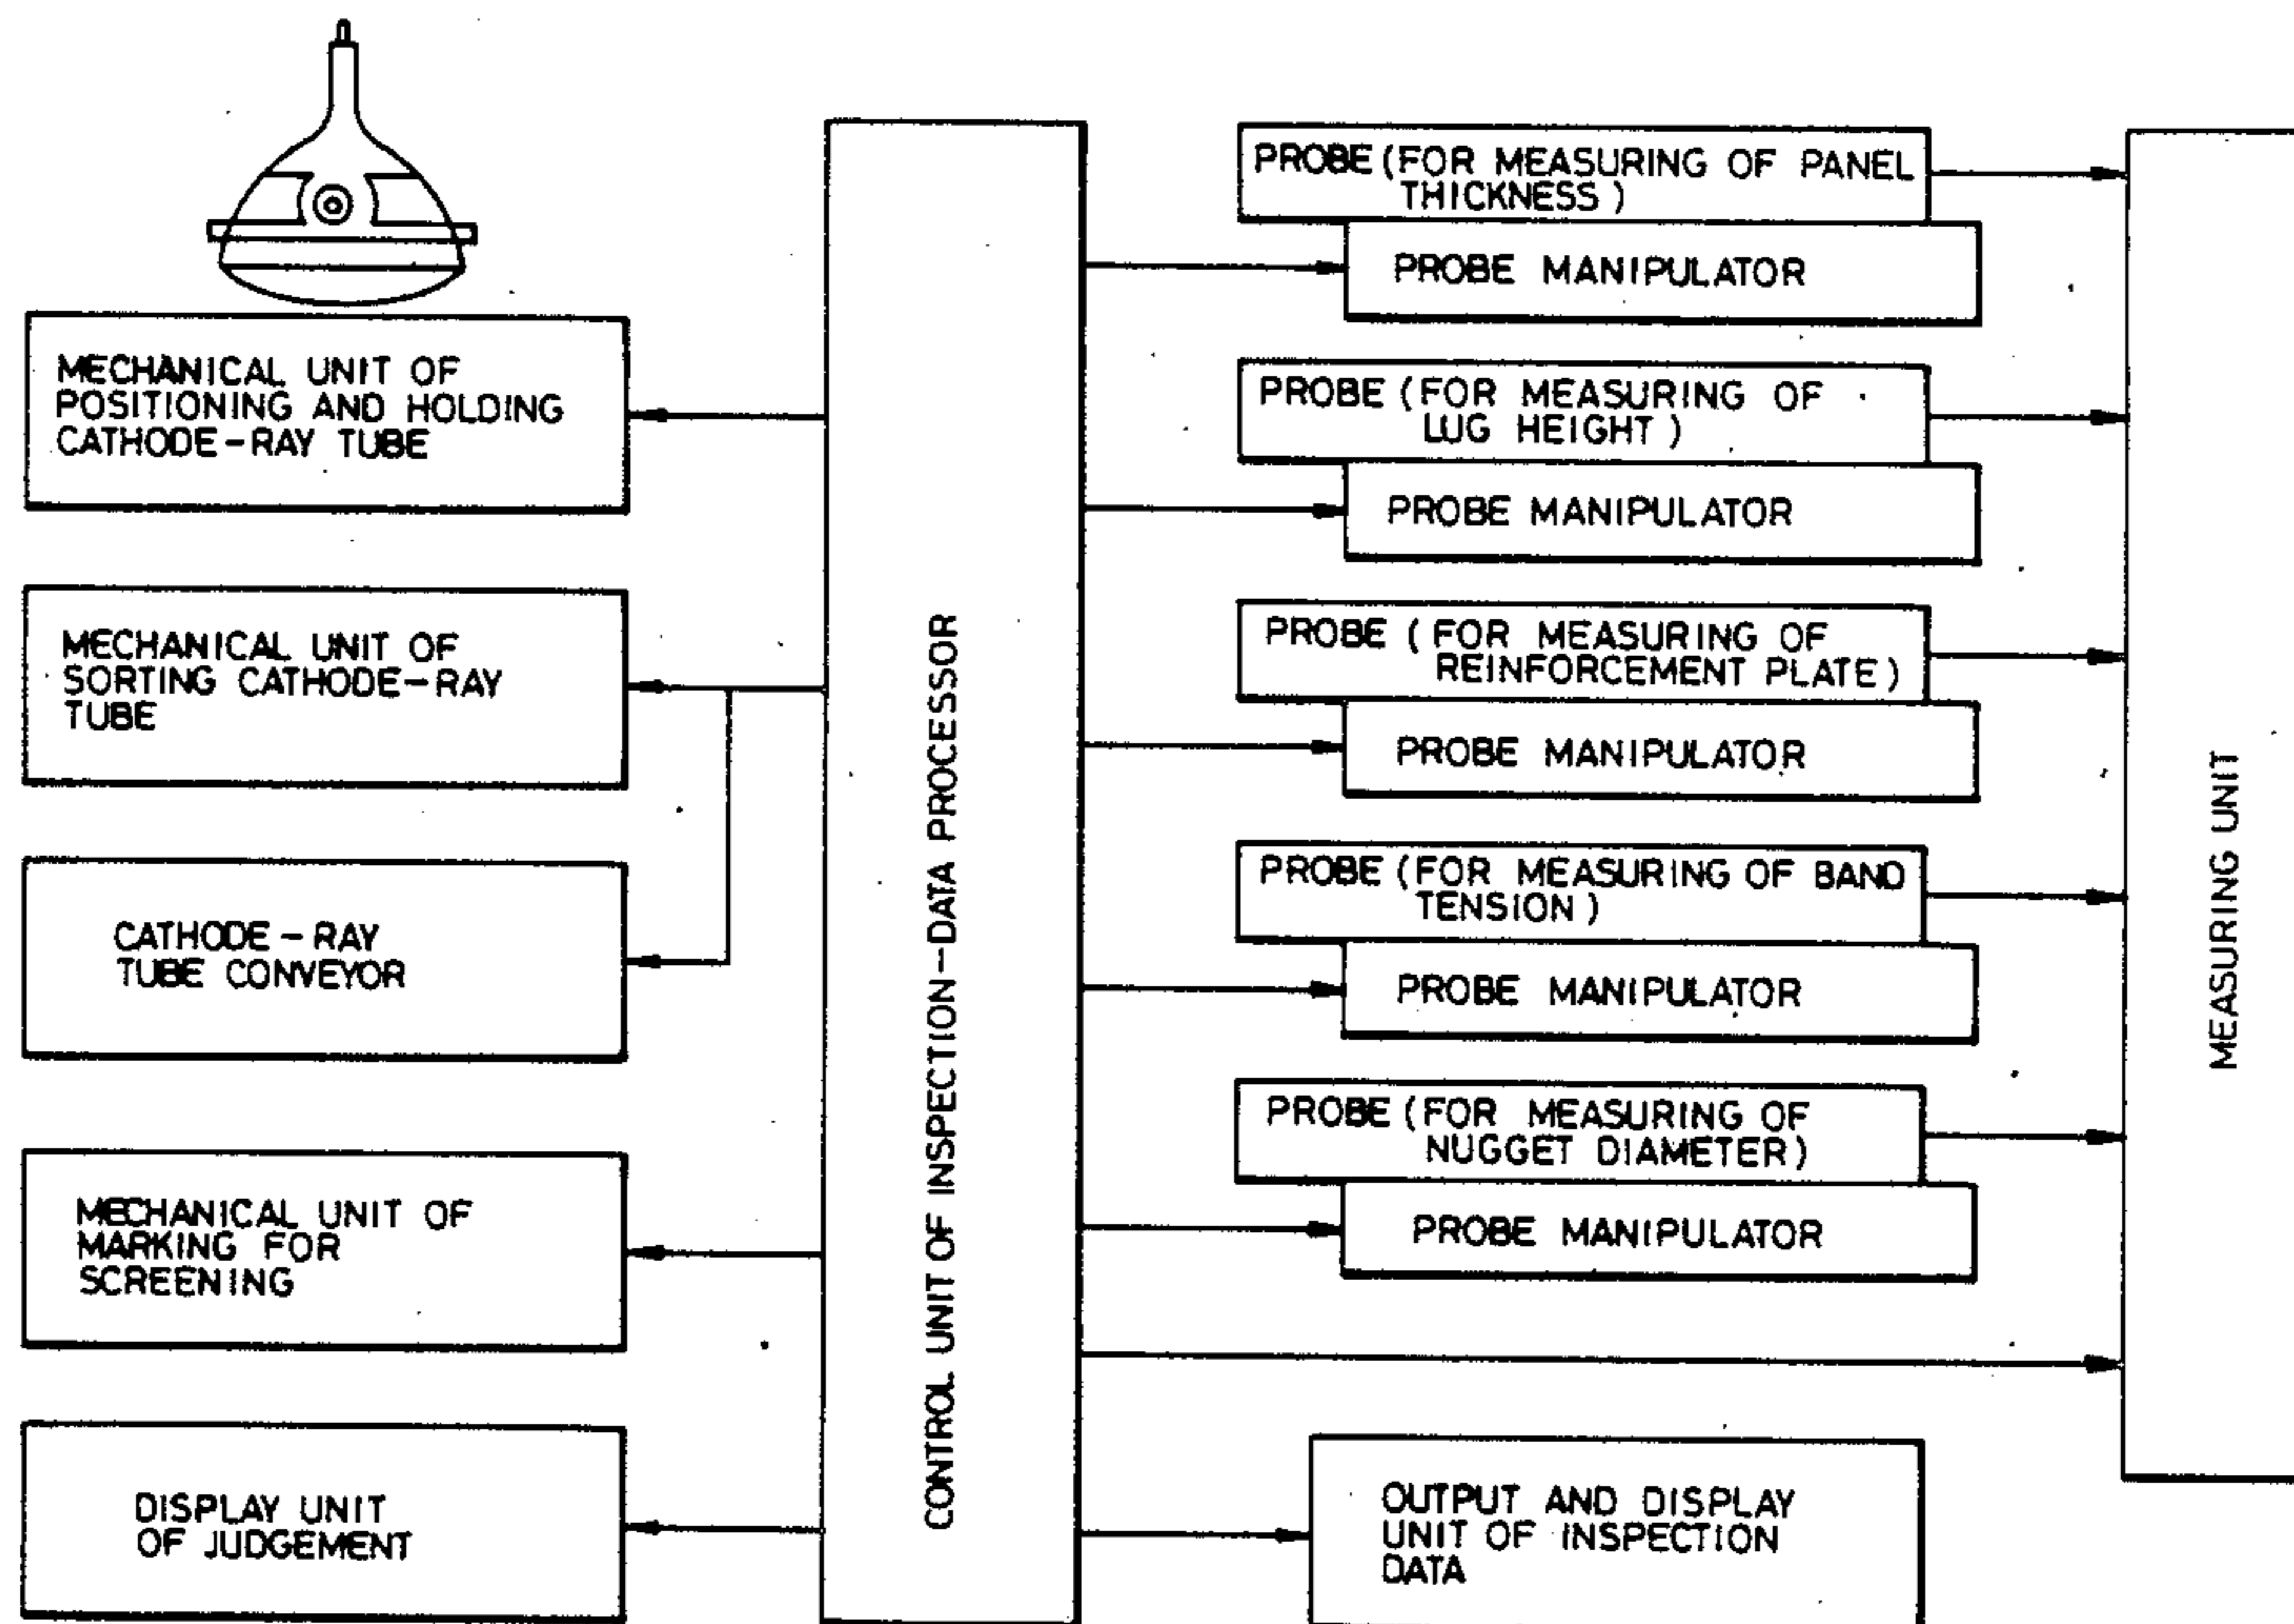 MECHANICAL UNIT OF
POSITIONING AND HOLDING
CATHODE-RAY TUBE
MECHANICAL UNIT OF
SORTING CATHODE-RAY
TUBE
CATHODE-RAY
TUBE CONVEYOR
MECHANICAL UNIT OF
MARKING FOR
SCREENING
DISPLAY UNIT
OF JUDGEMENT
CONTROL UNIT OF INSPECTION-DATA PROCESSOR
PROBE (FOR MEASURING OF PANEL
THICKNESS)
PROBE MANIPULATOR
PROBE (FOR MEASURING OF
LUG HEIGHT)
PROBE MANIPULATOR
PROBE (FOR MEASURING OF
REINFORCEMENT PLATE)
PROBE MANIPULATOR
PROBE (FOR MEASURING OF BAND
TENSION)
PROBE MANIPULATOR
PROBE (FOR MEASURING OF
NUGGET DIAMETER)
PROBE MANIPULATOR
OUTPUT AND DISPLAY
UNIT OF INSPECTION
DATA
MEASURING UNIT